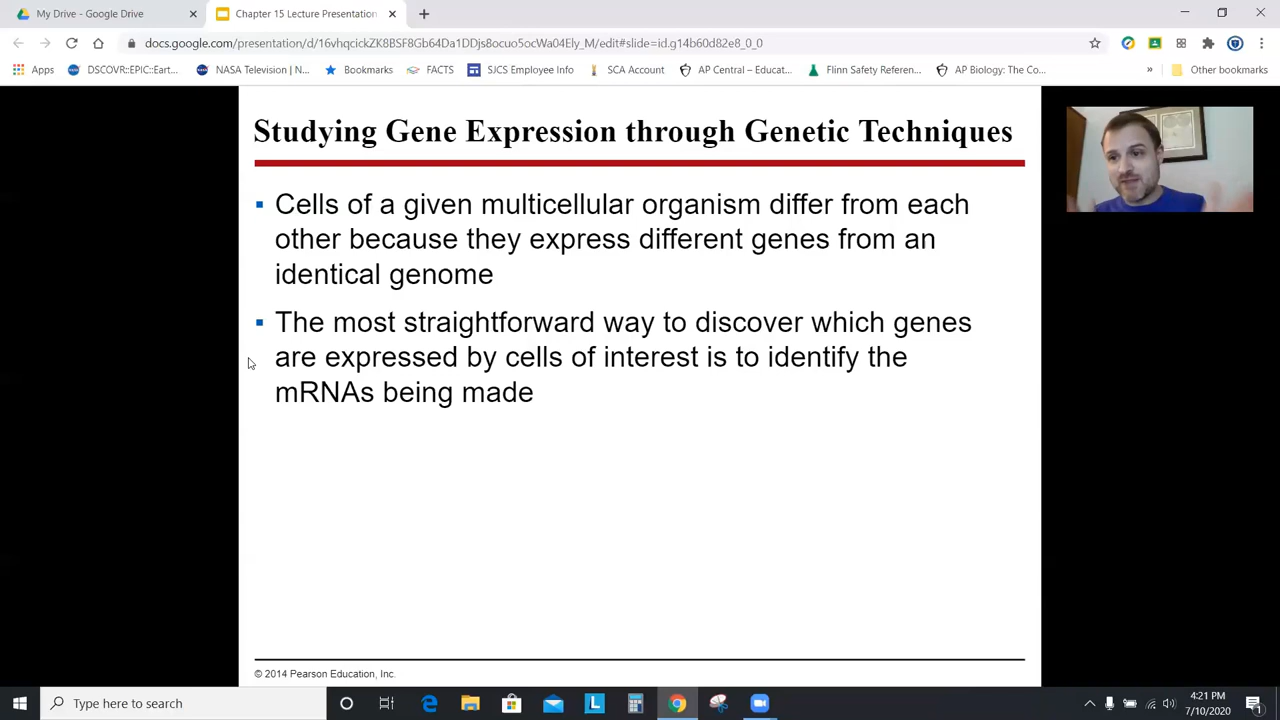 My Drive - Google Drive
Chapter 15 Lecture Presentation
docs.google.com/presentation/d/16vhqcickZK8BSF8GD64D1DDjs8ocuo5ocWa04Ely_M/edit#slide=id.g14b60d82e8_0_0
Apps DSCOVR::EPIC::Eart... NASA Television | N... Bookmarks FACTS SJCS Employee Info SCA Account AP Central – Educat... Flinn Safety Referen... AP Biology: The Co... » Other bookmarks
Studying Gene Expression through Genetic Techniques
Cells of a given multicellular organism differ from each
other because they express different genes from an
identical genome
The most straightforward way to discover which genes
are expressed by cells of interest is to identify the
mRNAs being made
© 2014 Pearson Education, Inc.
Type here to search
4:21 PM
7/10/2020